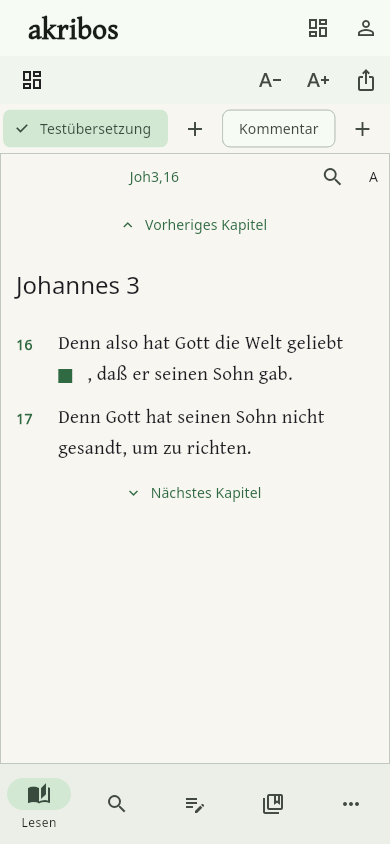 akribos
A− A+
Testübersetzung + Kommentar +
Joh3,16 A
Vorheriges Kapitel
Johannes 3
16 Denn also hat Gott die Welt geliebt
, daß er seinen Sohn gab.
17 Denn Gott hat seinen Sohn nicht
gesandt, um zu richten.
Nächstes Kapitel
Lesen